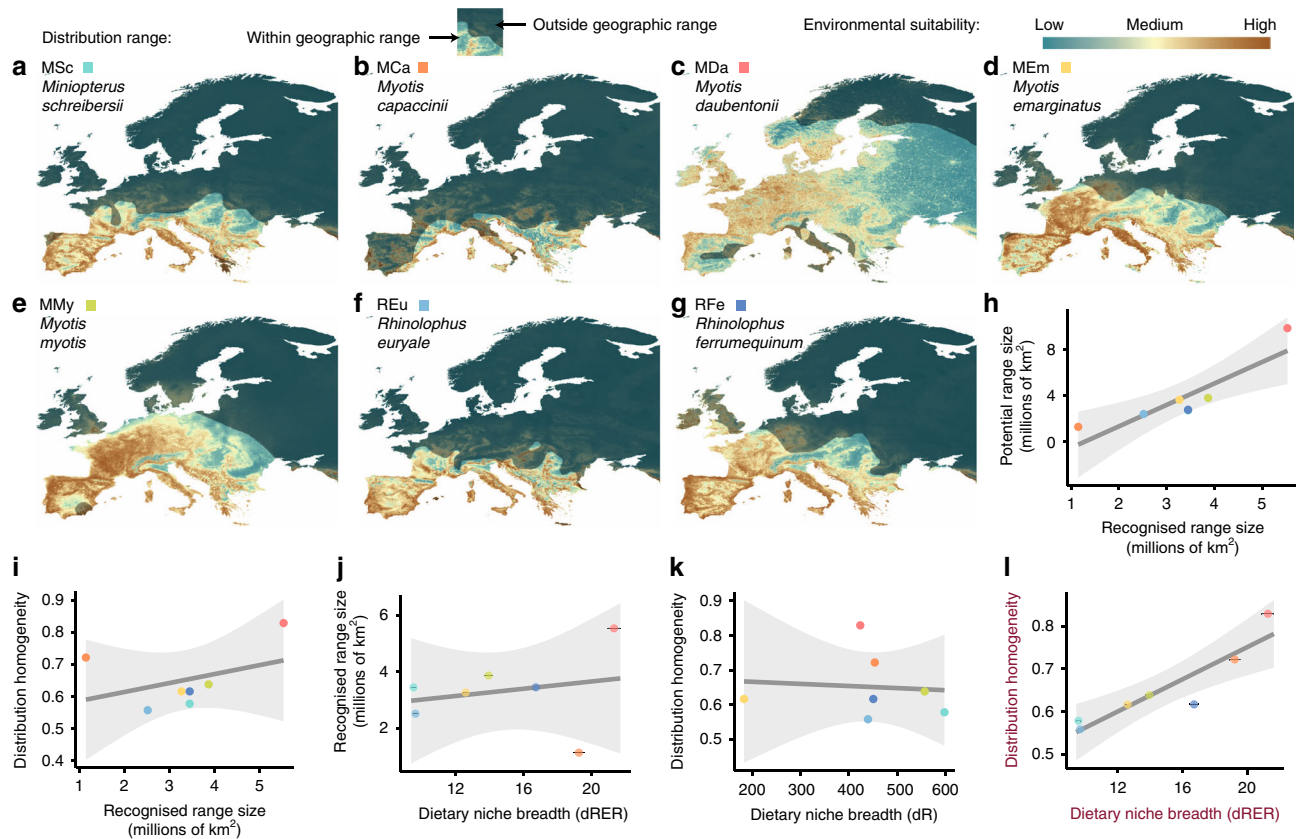 Distribution range:
Within geographic range
Outside geographic range
Environmental suitability:
Low Medium High
a MSc
Miniopterus
schreibersii
b MCa
Myotis
capaccinii
c MDa
Myotis
daubentonii
d MEm
Myotis
emarginatus
e MMy
Myotis
myotis
f REu
Rhinolophus
euryale
g RFe
Rhinolophus
ferrumequinum
h
Potential range size
(millions of km²)
8
4
0
1 2 3 4 5
Recognised range size
(millions of km²)
i
Distribution homogeneity
0.9
0.8
0.7
0.6
0.5
0.4
1 2 3 4 5
Recognised range size
(millions of km²)
j
Recognised range size
(millions of km²)
6
4
2
12 16 20
Dietary niche breadth (dRER)
k
Distribution homogeneity
0.9
0.8
0.7
0.6
0.5
200 300 400 500 600
Dietary niche breadth (dR)
l
Distribution homogeneity
0.8
0.7
0.6
0.5
12 16 20
Dietary niche breadth (dRER)